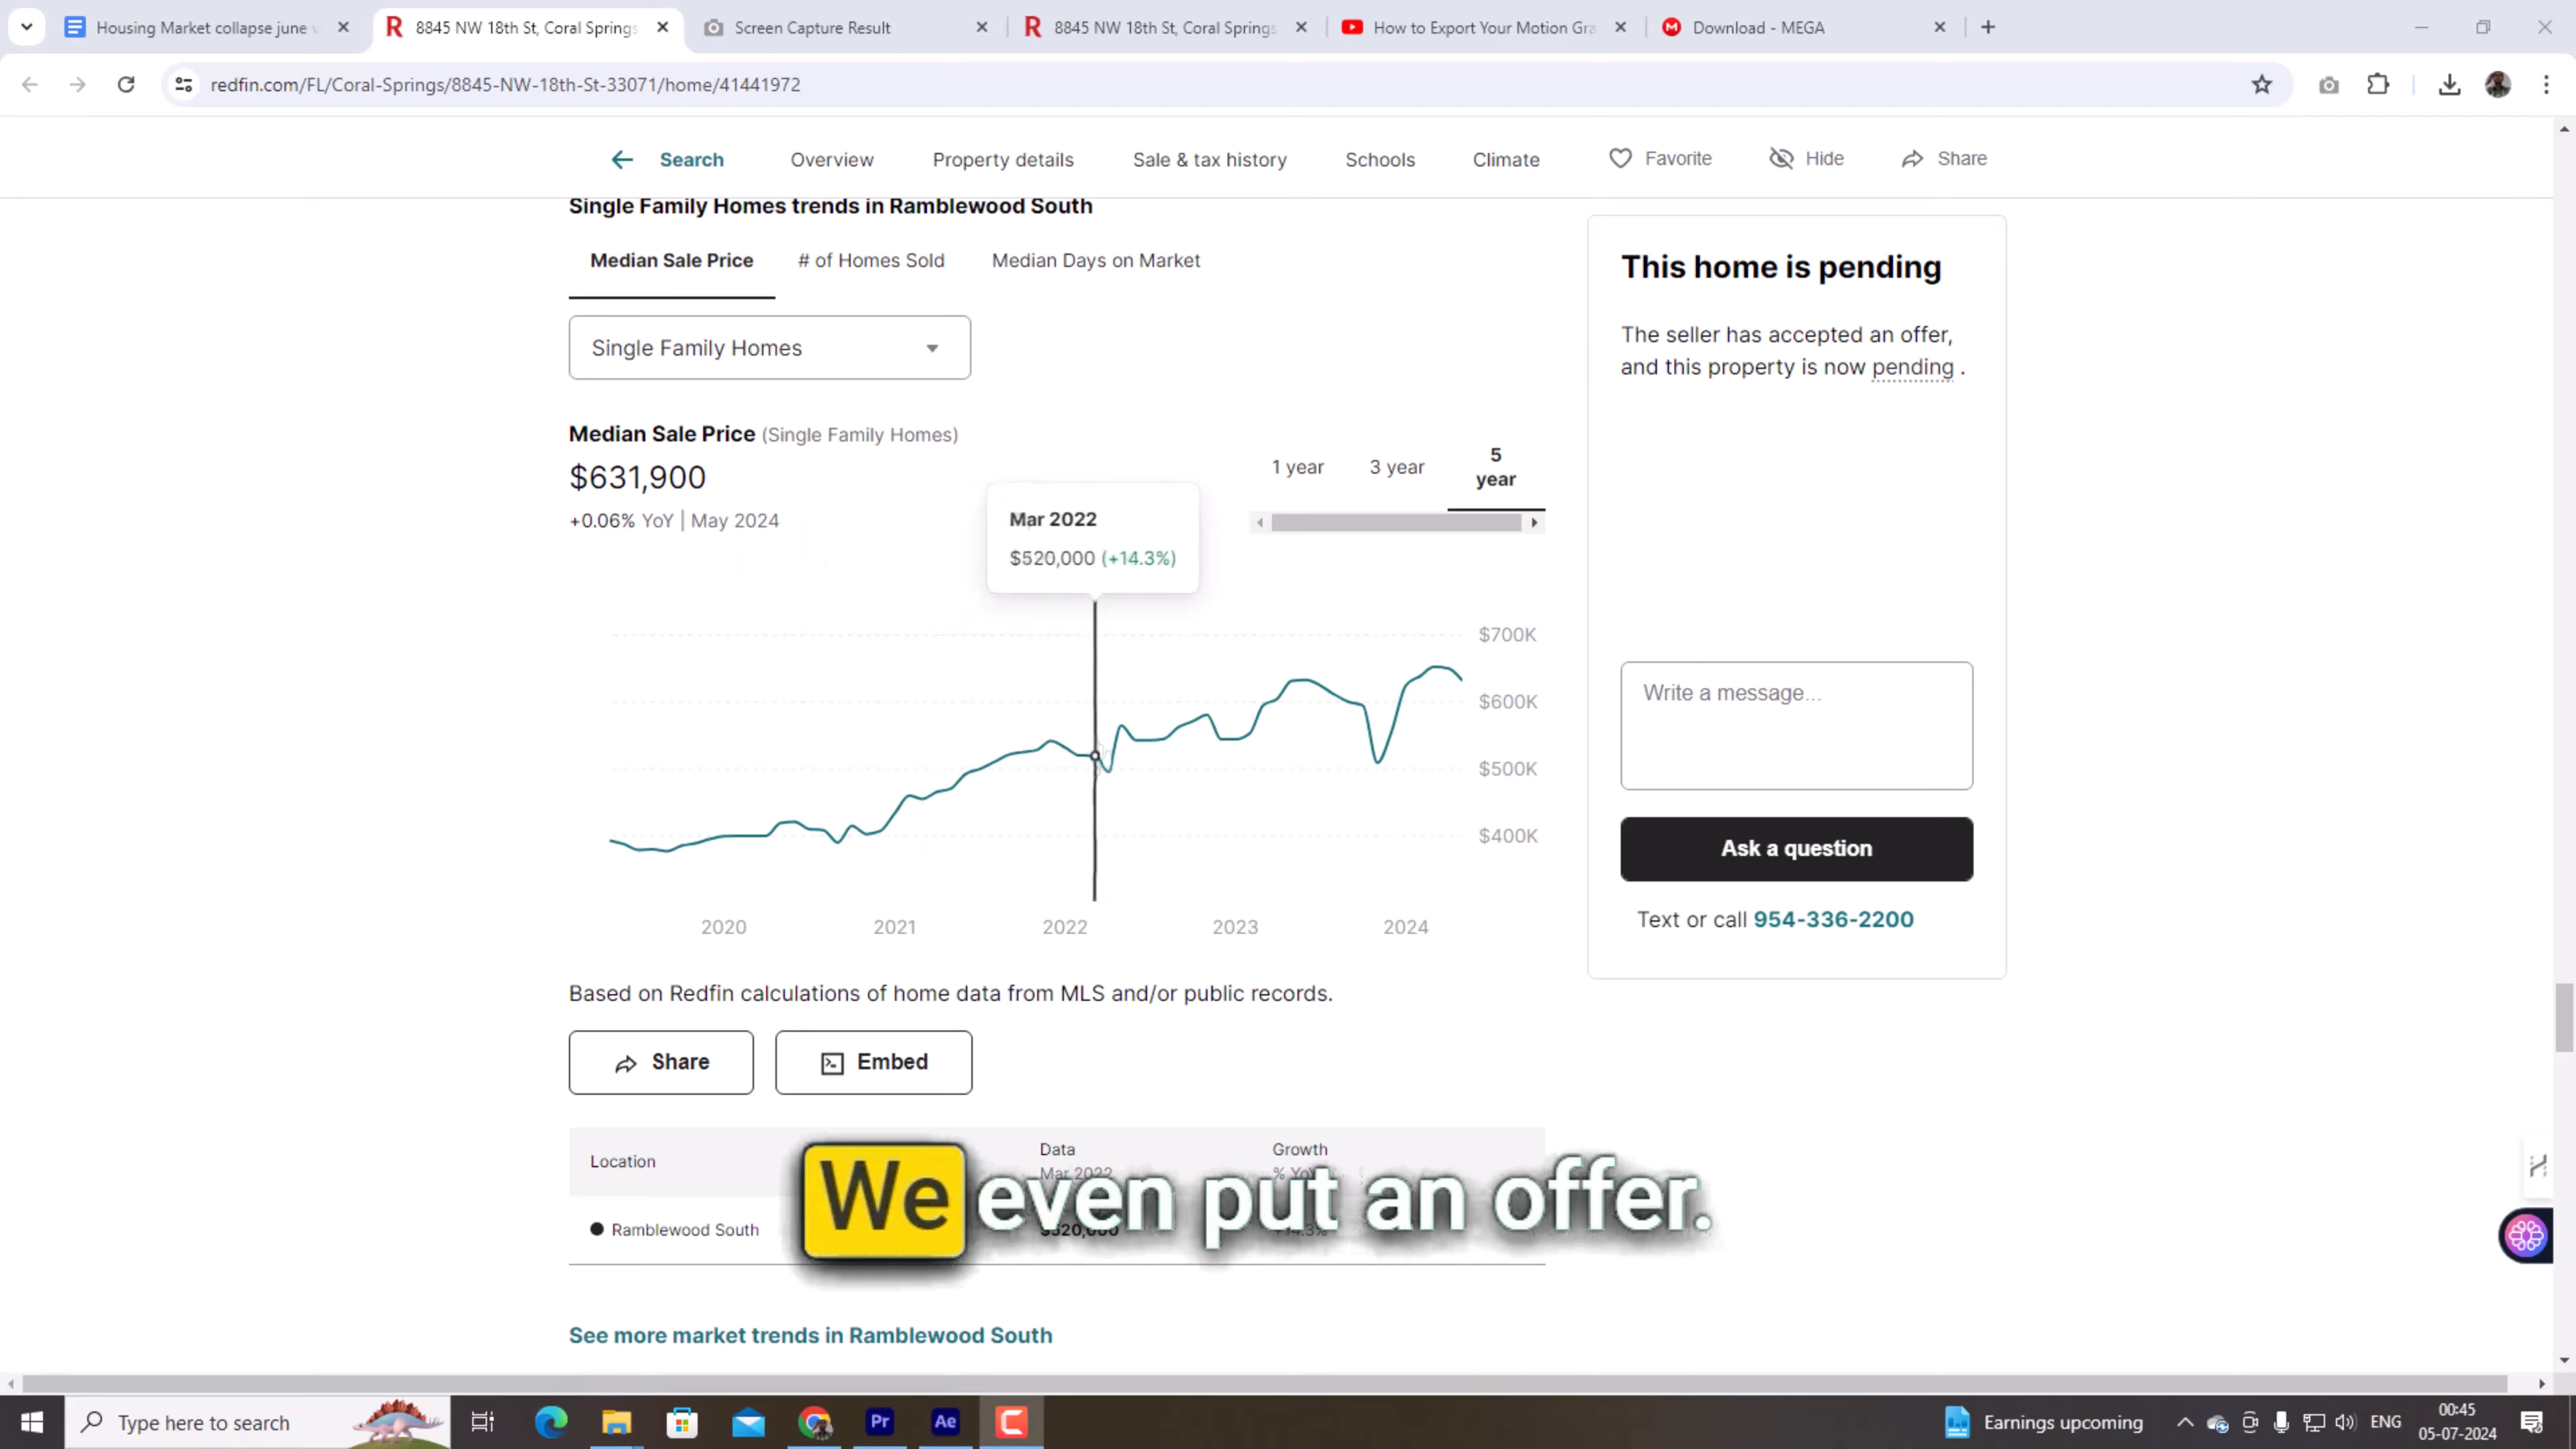 Housing Market collapse june v
8845 NW 18th St, Coral Springs
Screen Capture Result
8845 NW 18th St, Coral Springs
How to Export Your Motion Gra
Download - MEGA
redfin.com/FL/Coral-Springs/8845-NW-18th-St-33071/home/41441972
Search
Overview
Property details
Sale & tax history
Schools
Climate
Favorite
Hide
Share
Single Family Homes trends in Ramblewood South
Median Sale Price
# of Homes Sold
Median Days on Market
Single Family Homes
Median Sale Price (Single Family Homes)
$631,900
+0.06% YoY | May 2024
1 year
3 year
5
year
Mar 2022
$520,000 (+14.3%)
$700K
$600K
$500K
$400K
2020
2021
2022
2023
2024
Based on Redfin calculations of home data from MLS and/or public records.
Share
Embed
Location
Data
Mar 2022
Growth
% YoY
Ramblewood South
$520,000
+14.3%
We even put an offer.
See more market trends in Ramblewood South
This home is pending
The seller has accepted an offer,
and this property is now pending .
Write a message...
Ask a question
Text or call 954-336-2200
Type here to search
Pr
Ae
Earnings upcoming
ENG
00:45
05-07-2024